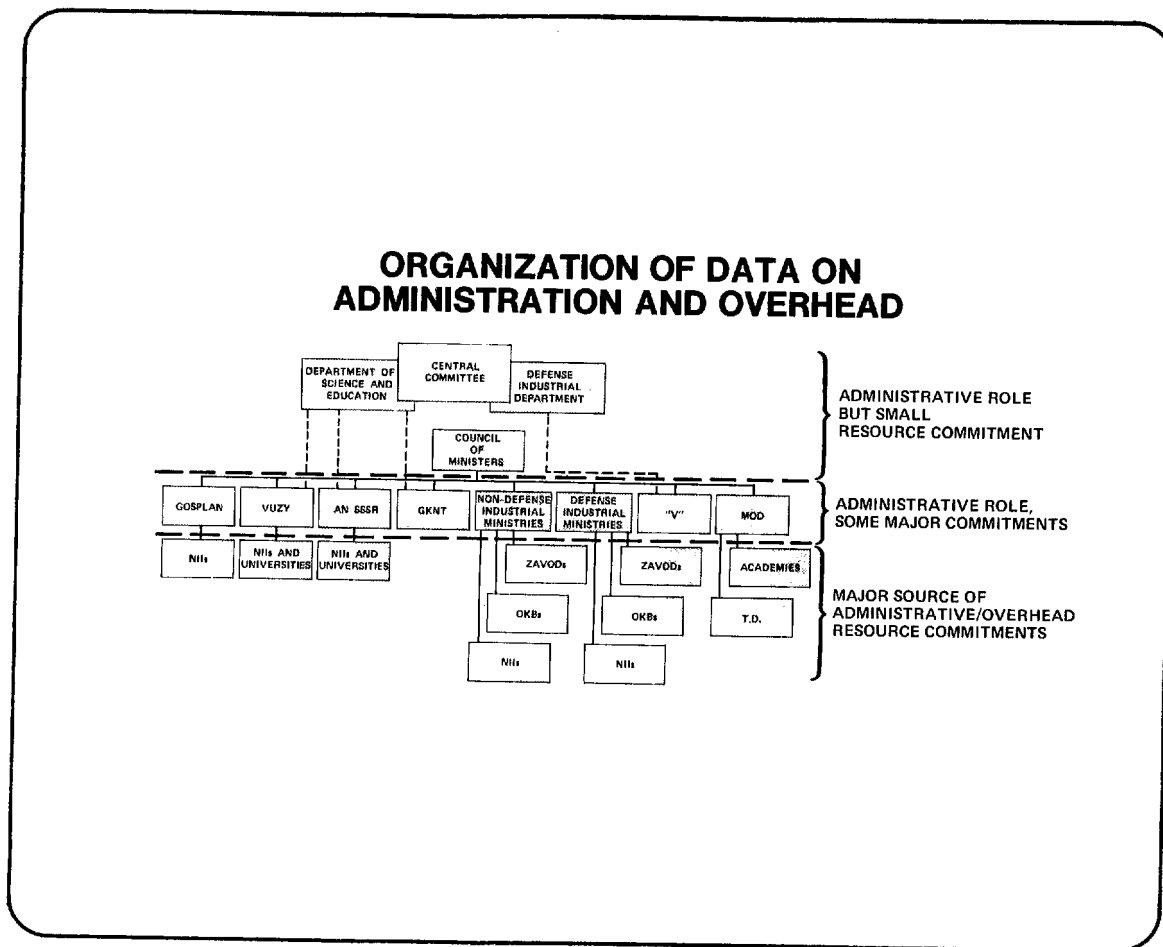 ORGANIZATION OF DATA ON
ADMINISTRATION AND OVERHEAD
DEPARTMENT OF
SCIENCE AND
EDUCATION
CENTRAL
COMMITTEE
DEFENSE
INDUSTRIAL
DEPARTMENT
COUNCIL
OF
MINISTERS
ADMINISTRATIVE ROLE
BUT SMALL
RESOURCE COMMITMENT
GOSPLAN
VUZY
AN SSSR
GKNT
NON-DEFENSE
INDUSTRIAL
MINISTRIES
DEFENSE
INDUSTRIAL
MINISTRIES
"V"
MOD
ADMINISTRATIVE ROLE,
SOME MAJOR COMMITMENTS
NIIs
NIIs AND
UNIVERSITIES
NIIs AND
UNIVERSITIES
ZAVODs
ZAVODs
ACADEMIES
OKBs
OKBs
T.D.
NIIs
NIIs
MAJOR SOURCE OF
ADMINISTRATIVE/OVERHEAD
RESOURCE COMMITMENTS